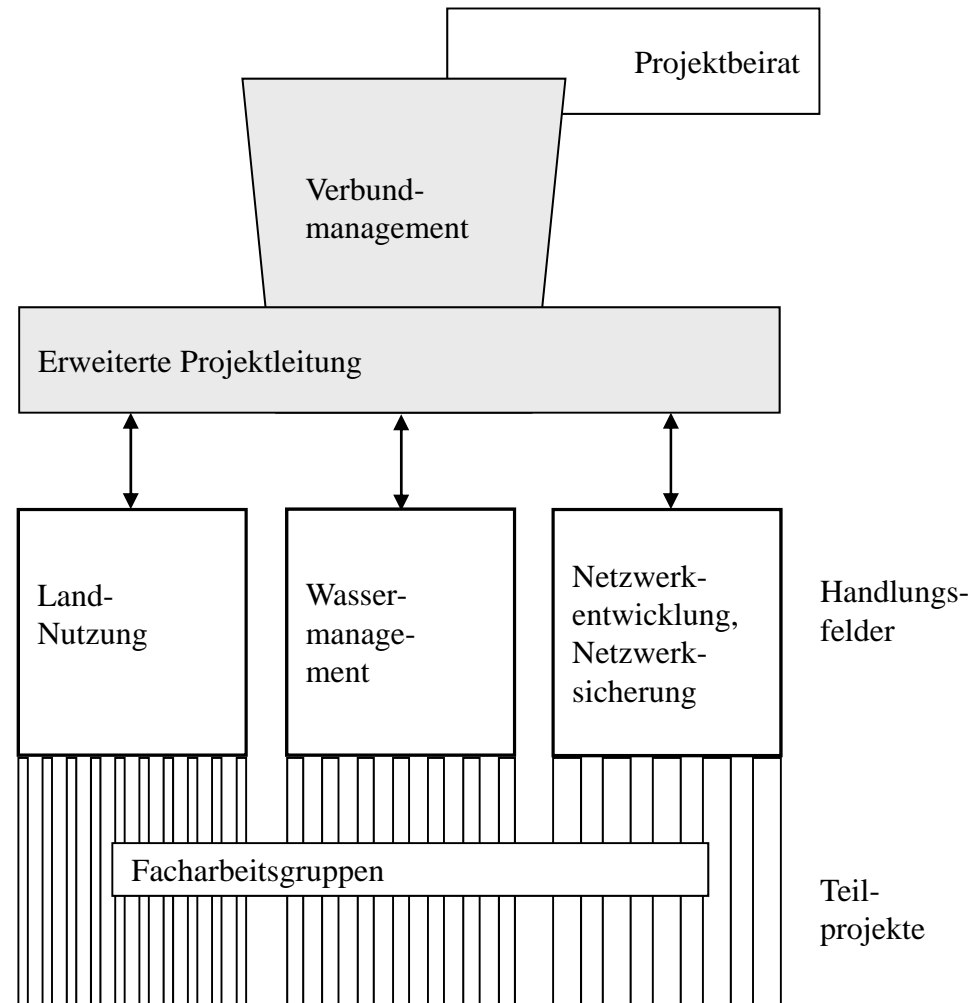 Projektbeirat
Verbund-
management
Erweiterte Projektleitung
Land-
Nutzung
Wasser-
manage-
ment
Netzwerk-
entwicklung,
Netzwerk-
sicherung
Handlungs-
felder
Facharbeitsgruppen
Teil-
projekte